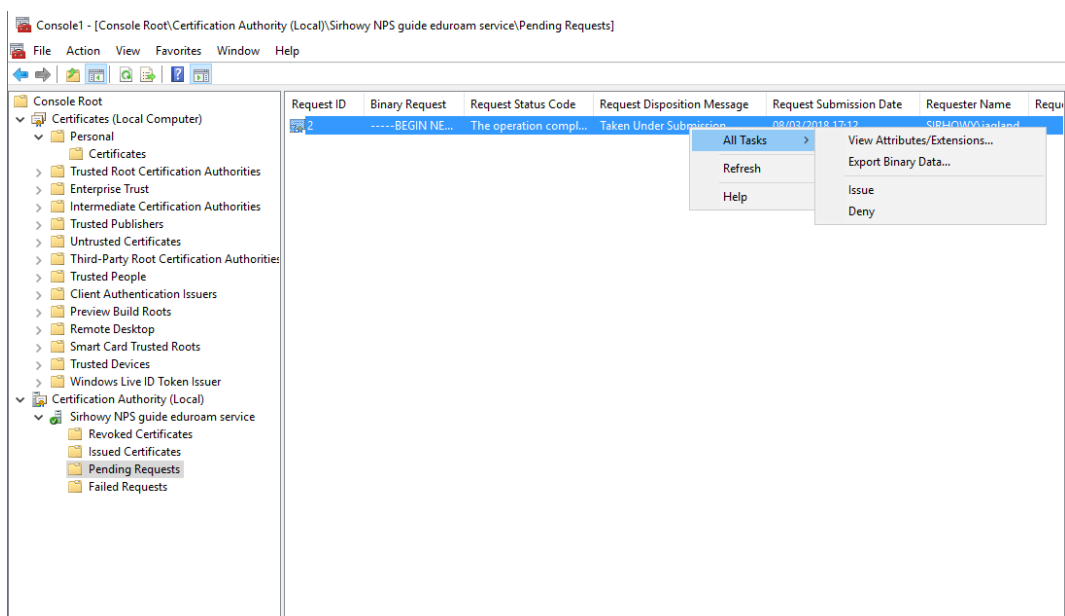 Console1 - [Console Root\Certification Authority (Local)\Sirhowy NPS guide eduroam service\Pending Requests]
File Action View Favorites Window Help
Console Root
Certificates (Local Computer)
Personal
Certificates
Trusted Root Certification Authorities
Enterprise Trust
Intermediate Certification Authorities
Trusted Publishers
Untrusted Certificates
Third-Party Root Certification Authorities
Trusted People
Client Authentication Issuers
Preview Build Roots
Remote Desktop
Smart Card Trusted Roots
Trusted Devices
Windows Live ID Token Issuer
Certification Authority (Local)
Sirhowy NPS guide eduroam service
Revoked Certificates
Issued Certificates
Pending Requests
Failed Requests
Request ID Binary Request Request Status Code Request Disposition Message Request Submission Date Requester Name Reque
2 -----BEGIN NE... The operation compl... Taken Under Submission 08/03/2018 17:12 SIRHOWY\jagland
All Tasks
Refresh
Help
View Attributes/Extensions...
Export Binary Data...
Issue
Deny